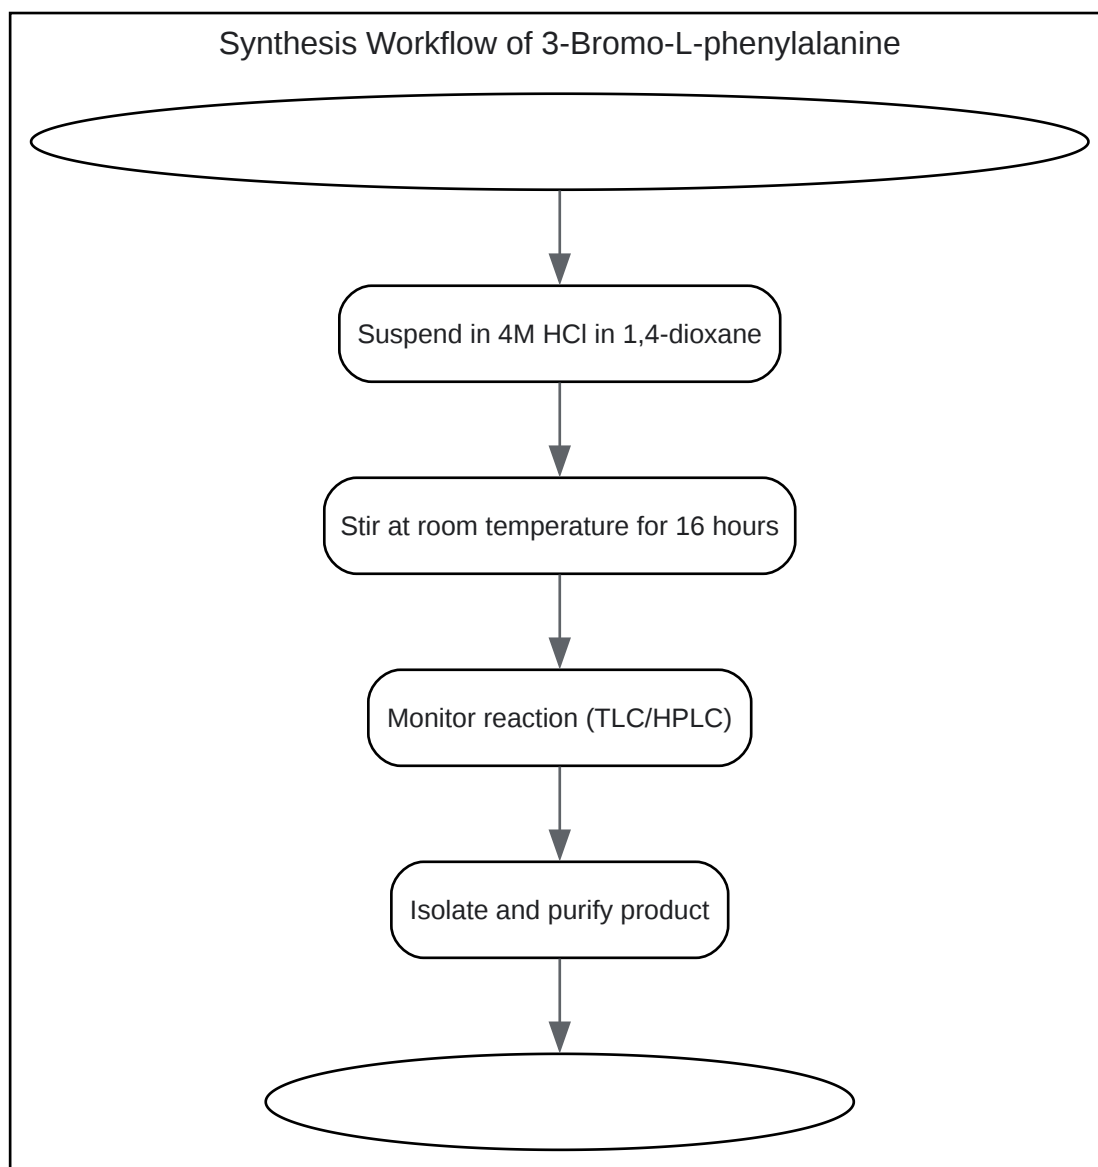 Synthesis Workflow of 3-Bromo-L-phenylalanine
Suspend in 4M HCl in 1,4-dioxane
Stir at room temperature for 16 hours
Monitor reaction (TLC/HPLC)
Isolate and purify product